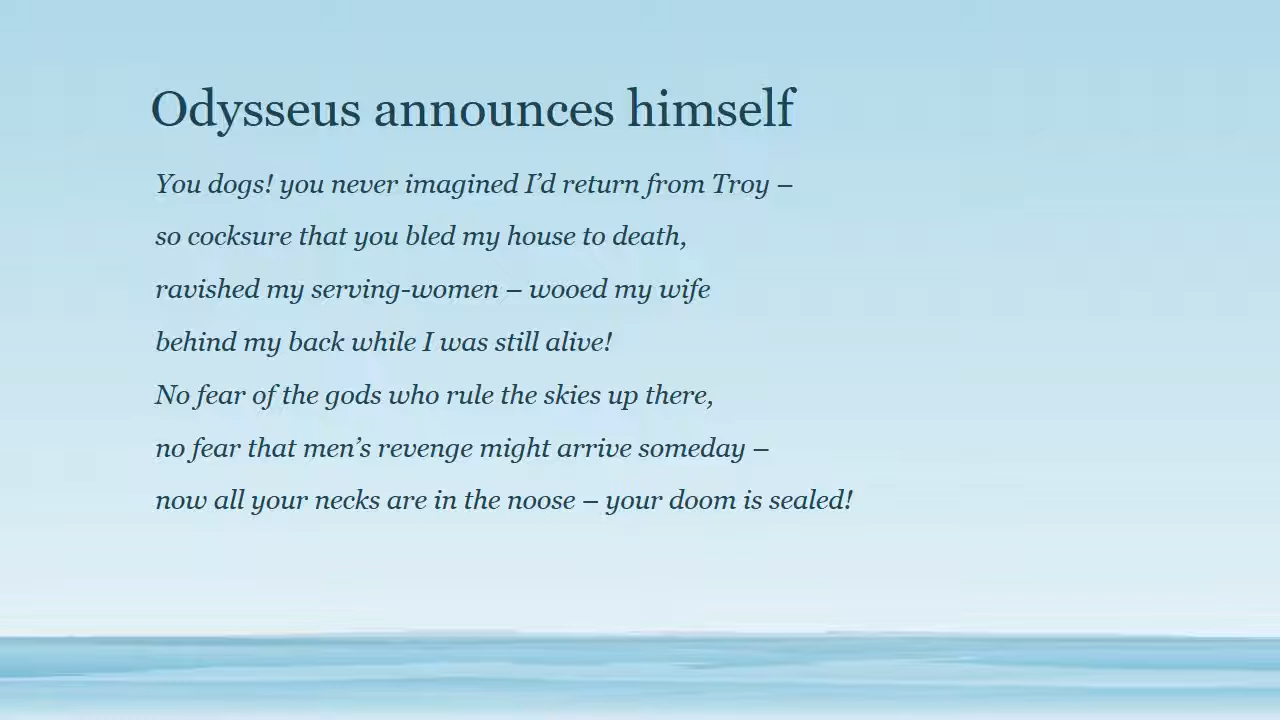 Odysseus announces himself
You dogs! you never imagined I’d return from Troy –
so cocksure that you bled my house to death,
ravished my serving-women – wooed my wife
behind my back while I was still alive!
No fear of the gods who rule the skies up there,
no fear that men’s revenge might arrive someday –
now all your necks are in the noose – your doom is sealed!